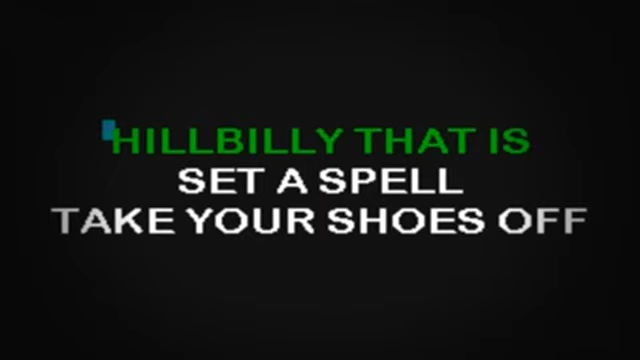 HILLBILLY THAT IS
SET A SPELL
TAKE YOUR SHOES OFF